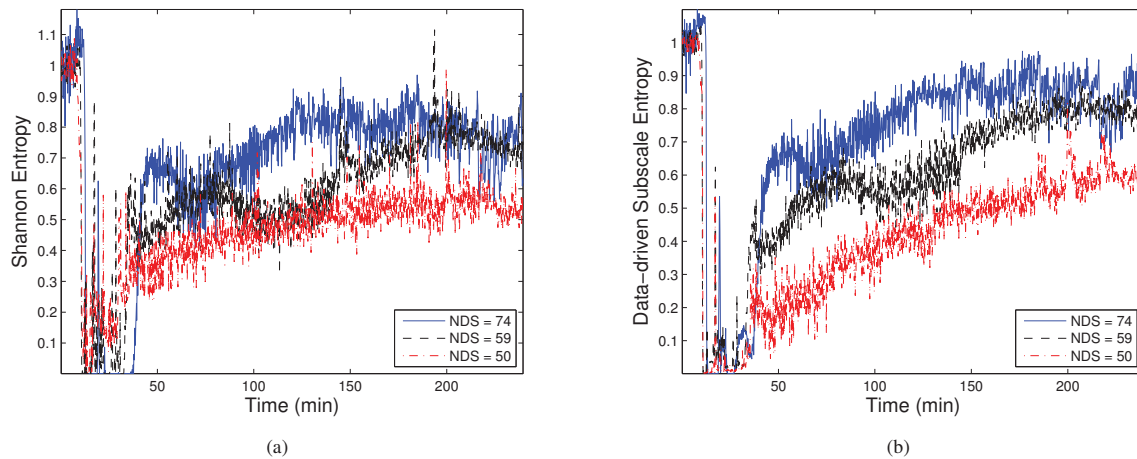 Shannon Entropy
1.1
1
0.9
0.8
0.7
0.6
0.5
0.4
0.3
0.2
0.1
50
100
150
200
Time (min)
NDS = 74
NDS = 59
NDS = 50
(a)
Data–driven Subscale Entropy
1
0.9
0.8
0.7
0.6
0.5
0.4
0.3
0.2
0.1
50
100
150
200
Time (min)
NDS = 74
NDS = 59
NDS = 50
(b)